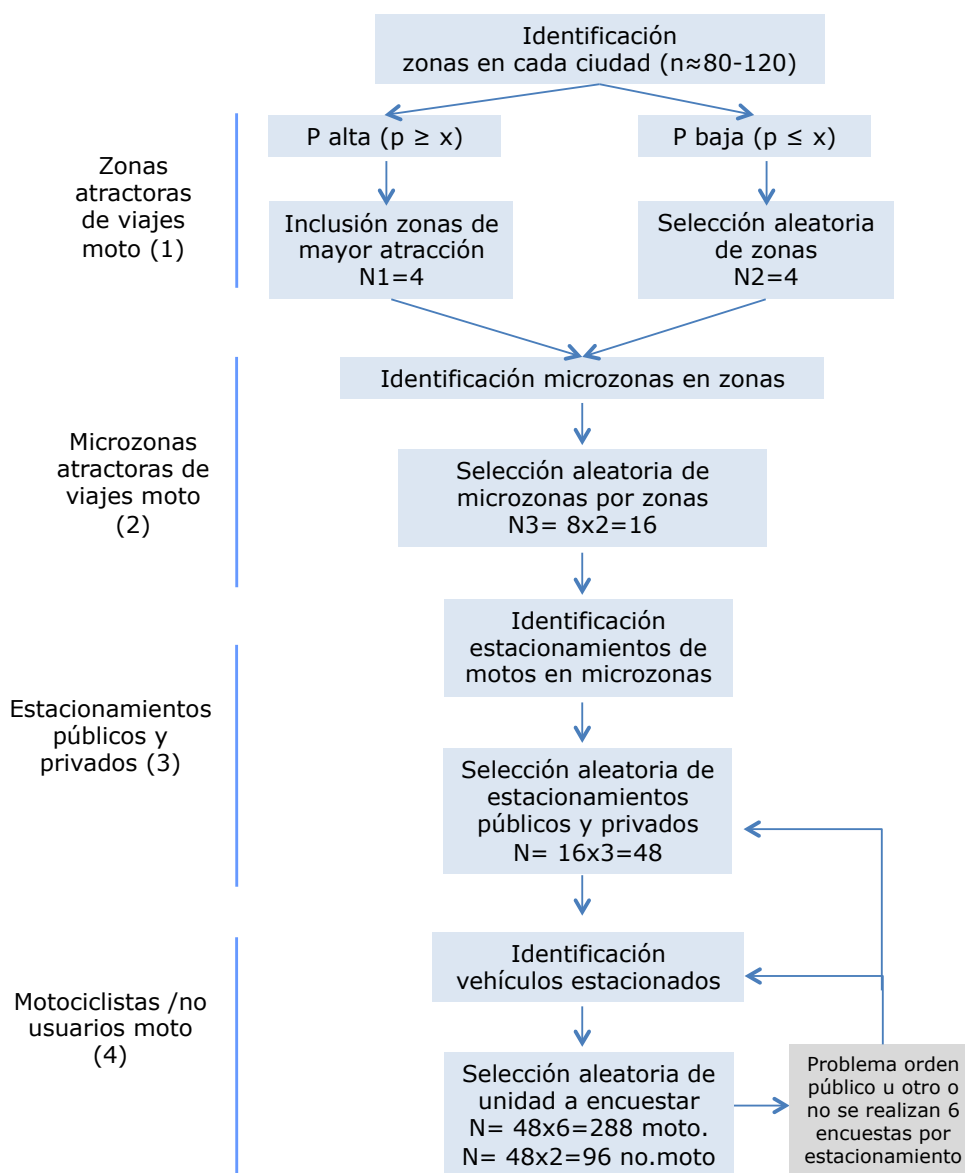 Identificación
zonas en cada ciudad (n≈80-120)
Zonas
atractoras
de viajes
moto (1)
P alta (p ≥ x)
P baja (p ≤ x)
Inclusión zonas de
mayor atracción
N1=4
Selección aleatoria
de zonas
N2=4
Microzonas
atractoras de
viajes moto
(2)
Identificación microzonas en zonas
Selección aleatoria de
microzonas por zonas
N3= 8x2=16
Identificación
estacionamientos de
motos en microzonas
Estacionamientos
públicos y
privados (3)
Selección aleatoria de
estacionamientos
públicos y privados
N= 16x3=48
Motociclistas /no
usuarios moto
(4)
Identificación
vehículos estacionados
Selección aleatoria de
unidad a encuestar
N= 48x6=288 moto.
N= 48x2=96 no.moto
Problema orden
público u otro o
no se realizan 6
encuestas por
estacionamiento